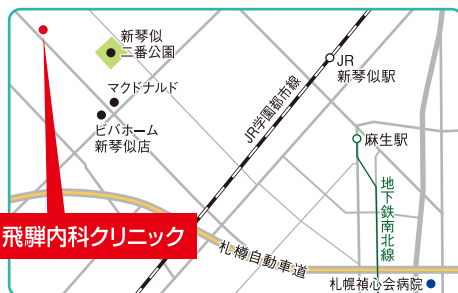 新琴似
二番公園
マクドナルド
ビバホーム
新琴似店
JR
新琴似駅
JR学園都市線
麻生駅
地下鉄南北線
飛騨内科クリニック
札樽自動車道
札幌禎心会病院